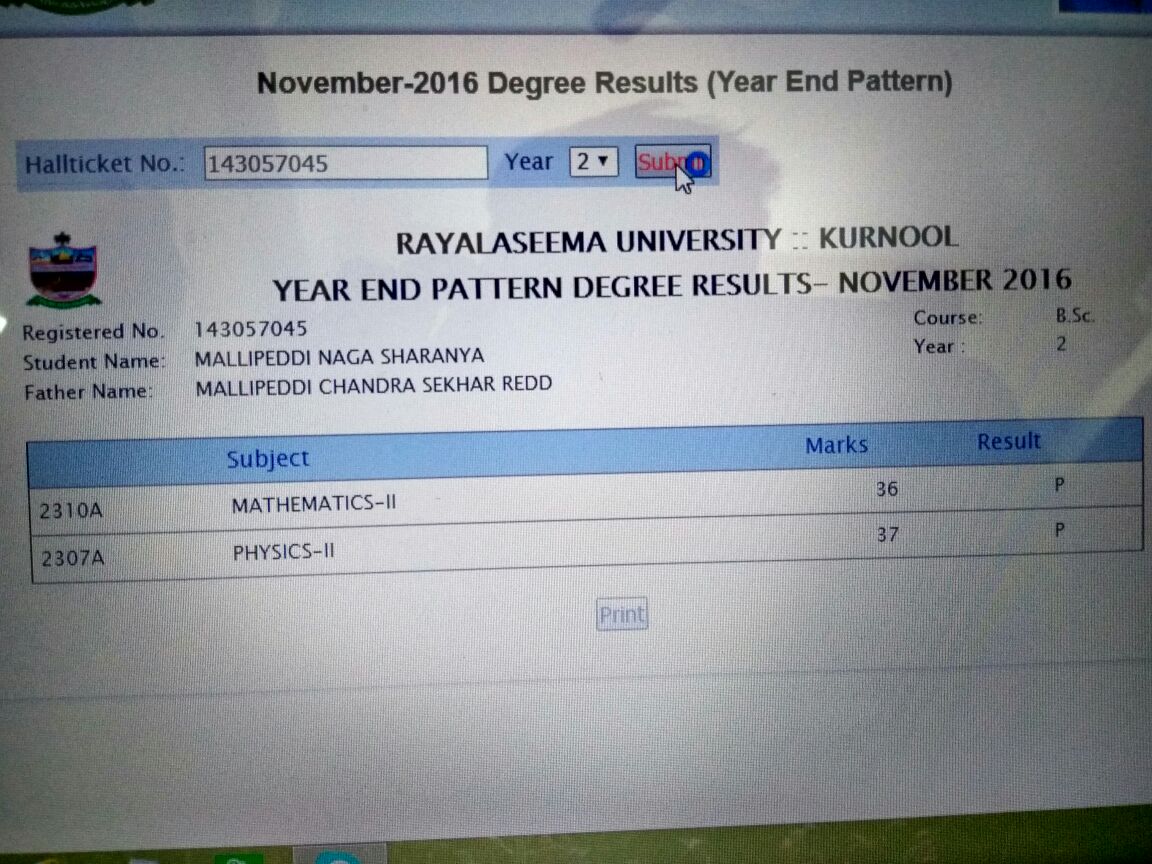 November-2016 Degree Results (Year End Pattern)
Hallticket No.: 143057045 Year 2
RAYALASEEMA UNIVERSITY :: KURNOOL
YEAR END PATTERN DEGREE RESULTS- NOVEMBER 2016
Registered No. 143057045 Course: B.Sc.
Student Name: MALLIPEDDI NAGA SHARANYA Year : 2
Father Name: MALLIPEDDI CHANDRA SEKHAR REDD
Subject Marks Result
2310A MATHEMATICS-II 36 P
2307A PHYSICS-II 37 P
Print